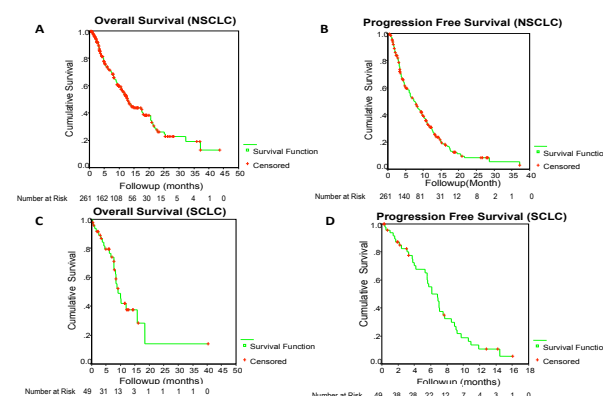 A
Overall Survival (NSCLC)
1.0
.8
.6
.4
.2
0.0
Cumulative Survival
0 5 10 15 20 25 30 35 40 45 50
Followup (months)
Survival Function
Censored
Number at Risk 261 162 108 56 30 15 5 4 1 0
B
Progression Free Survival (NSCLC)
1.0
.8
.6
.4
.2
0.0
Cumulative Survival
0 5 10 15 20 25 30 35 40
Followup(Month)
Survival Function
Censored
Number at Risk 261 140 81 31 12 8 2 1 0
C
Overall Survival (SCLC)
1.0
.8
.6
.4
.2
0.0
Cumulative Survival
0 5 10 15 20 25 30 35 40 45 50
Followup (months)
Survival Function
Censored
Number at Risk 49 31 13 3 1 1 1 1 1 0
D
Progression Free Survival (SCLC)
1.0
.8
.6
.4
.2
0.0
Cumulative Survival
0 2 4 6 8 10 12 14 16 18
Followup (months)
Survival Function
Censored
Number at Risk 49 38 28 22 12 7 4 3 1 0